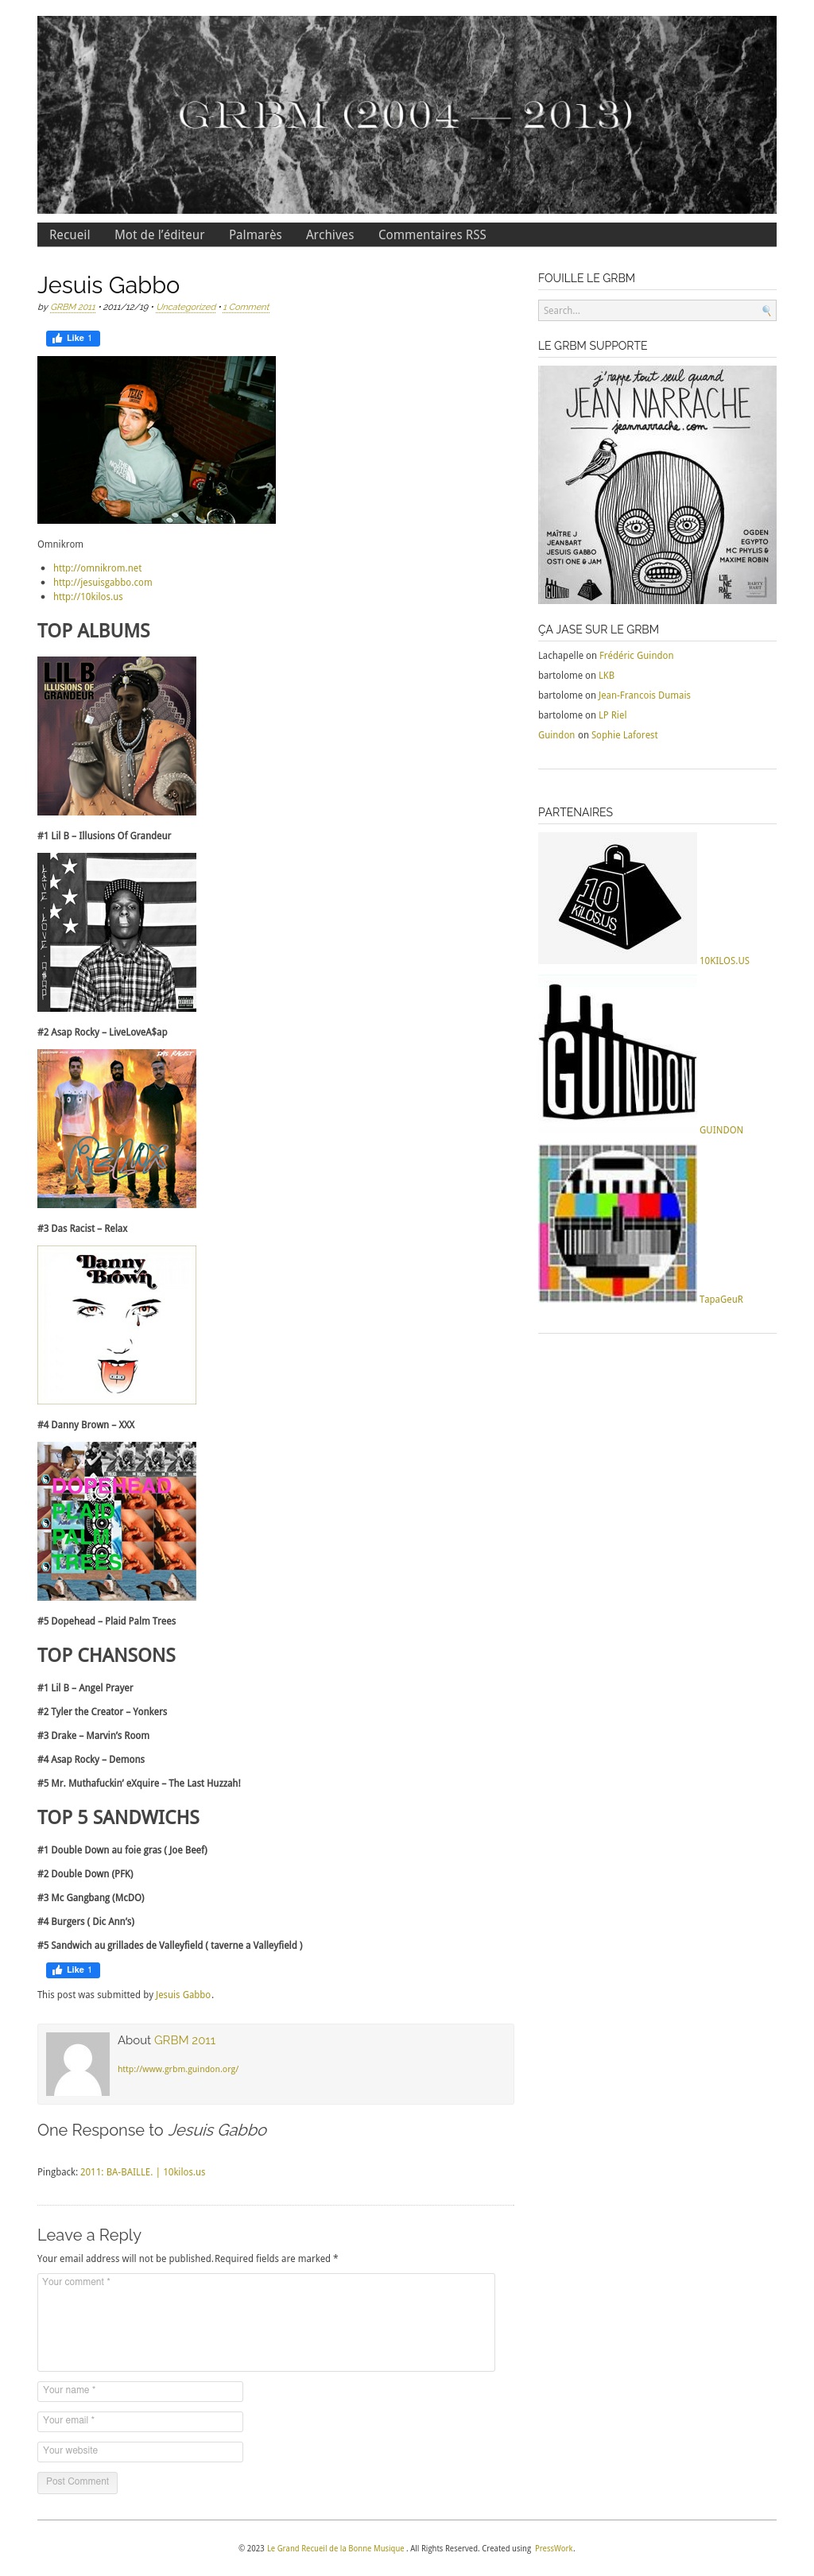 GRBM (2004 — 2013)
Recueil Mot de l'éditeur Palmarès Archives Commentaires RSS
Jesuis Gabbo
by GRBM 2011 • 2011/12/19 • Uncategorized • 1 Comment
Like 1
TEXAS
THE NORTH FACE
Omnikrom
http://omnikrom.net
http://jesuisgabbo.com
http://10kilos.us
TOP ALBUMS
LIL B
ILLUSIONS OF
GRANDEUR
#1 Lil B – Illusions Of Grandeur
#2 Asap Rocky – LiveLoveA$ap
DAS RACIST
RELAX
#3 Das Racist – Relax
Danny
Brown
XXX
#4 Danny Brown – XXX
DOPEHEAD
PLAID
PALM
TREES
#5 Dopehead – Plaid Palm Trees
TOP CHANSONS
#1 Lil B – Angel Prayer
#2 Tyler the Creator – Yonkers
#3 Drake – Marvin's Room
#4 Asap Rocky – Demons
#5 Mr. Muthafuckin' eXquire – The Last Huzzah!
TOP 5 SANDWICHS
#1 Double Down au foie gras ( Joe Beef)
#2 Double Down (PFK)
#3 Mc Gangbang (McDO)
#4 Burgers ( Dic Ann's)
#5 Sandwich au grillades de Valleyfield ( taverne a Valleyfield )
Like 1
This post was submitted by Jesuis Gabbo.
About GRBM 2011
http://www.grbm.guindon.org/
One Response to Jesuis Gabbo
Pingback: 2011: BA-BAILLE. | 10kilos.us
Leave a Reply
Your email address will not be published. Required fields are marked *
Your comment *
Your name *
Your email *
Your website
Post Comment
FOUILLE LE GRBM
Search...
LE GRBM SUPPORTE
j'rappe tout seul quand
JEAN NARRACHE
jeannarrache.com
MAÎTRE J
JEANBART
JESUIS GABBO
OSTI ONE & JAM
OGDEN
EGYPTO
MC PHYLIS &
MAXIME ROBIN
ÇA JASE SUR LE GRBM
Lachapelle on Frédéric Guindon
bartolome on LKB
bartolome on Jean-Francois Dumais
bartolome on LP Riel
Guindon on Sophie Laforest
PARTENAIRES
10
KILOS.US
10KILOS.US
GUINDON
GUINDON
TapaGeuR
© 2023 Le Grand Recueil de la Bonne Musique . All Rights Reserved. Created using PressWork.